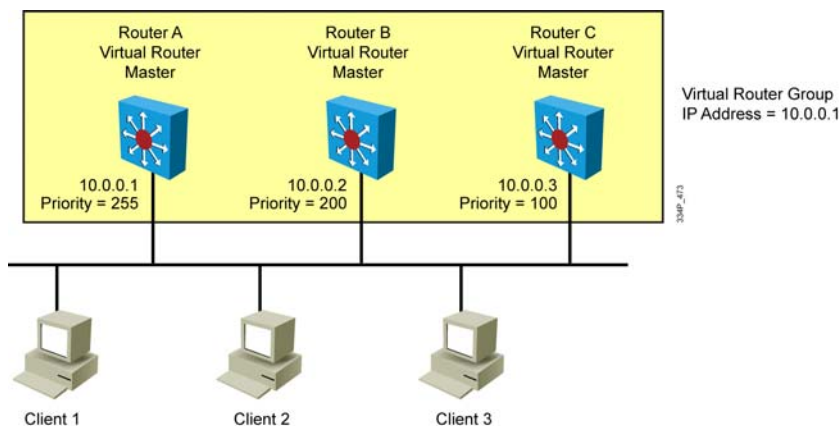 Router A
Virtual Router
Master
Router B
Virtual Router
Master
Router C
Virtual Router
Master
Virtual Router Group
IP Address = 10.0.0.1
10.0.0.1
Priority = 255
10.0.0.2
Priority = 200
10.0.0.3
Priority = 100
334P_473
Client 1
Client 2
Client 3